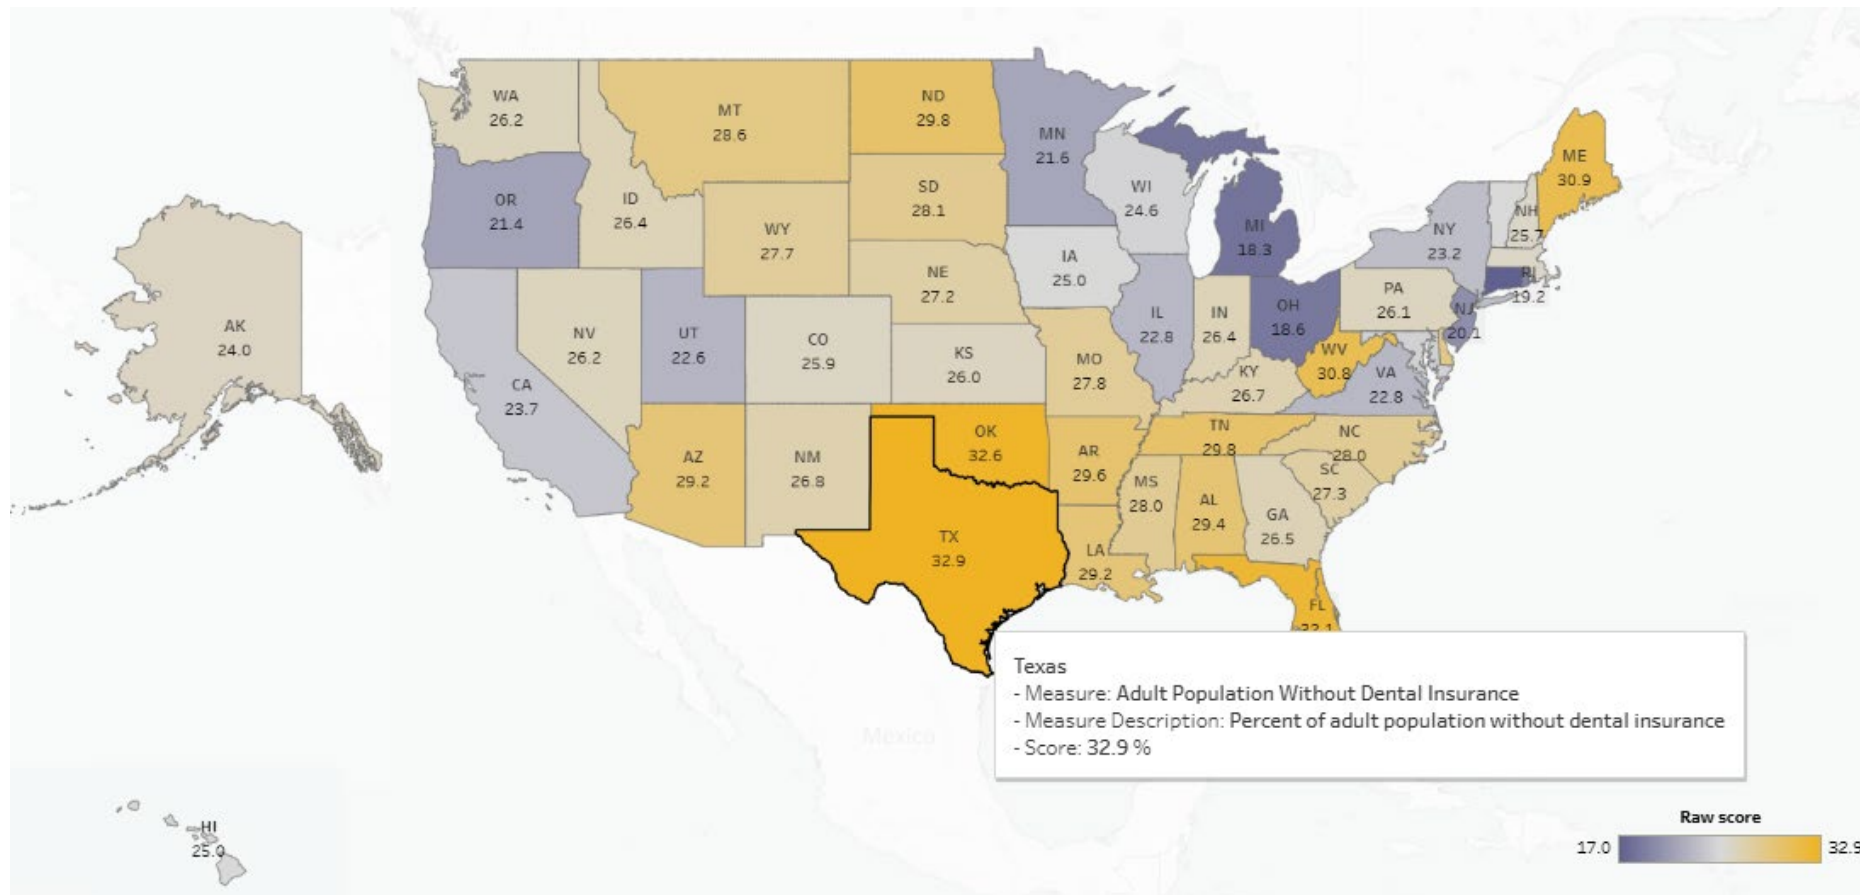 WA
26.2
MT
28.6
ND
29.8
MN
21.6
ME
30.9
OR
21.4
ID
26.4
WY
27.7
SD
28.1
WI
24.6
MI
18.3
NY
23.2
NH
25.7
AK
24.0
NV
26.2
UT
22.6
CO
25.9
NE
27.2
IA
25.0
IL
22.8
IN
26.4
OH
18.6
PA
26.1
NJ
20.1
RI
19.2
CA
23.7
KS
26.0
MO
27.8
KY
26.7
WV
30.8
VA
22.8
AZ
29.2
NM
26.8
OK
32.6
AR
29.6
TN
29.8
NC
28.0
SC
27.3
TX
32.9
LA
29.2
MS
28.0
AL
29.4
GA
26.5
FL
Texas
- Measure: Adult Population Without Dental Insurance
- Measure Description: Percent of adult population without dental insurance
- Score: 32.9 %
Mexico
HI
25.0
Raw score
17.0
32.9